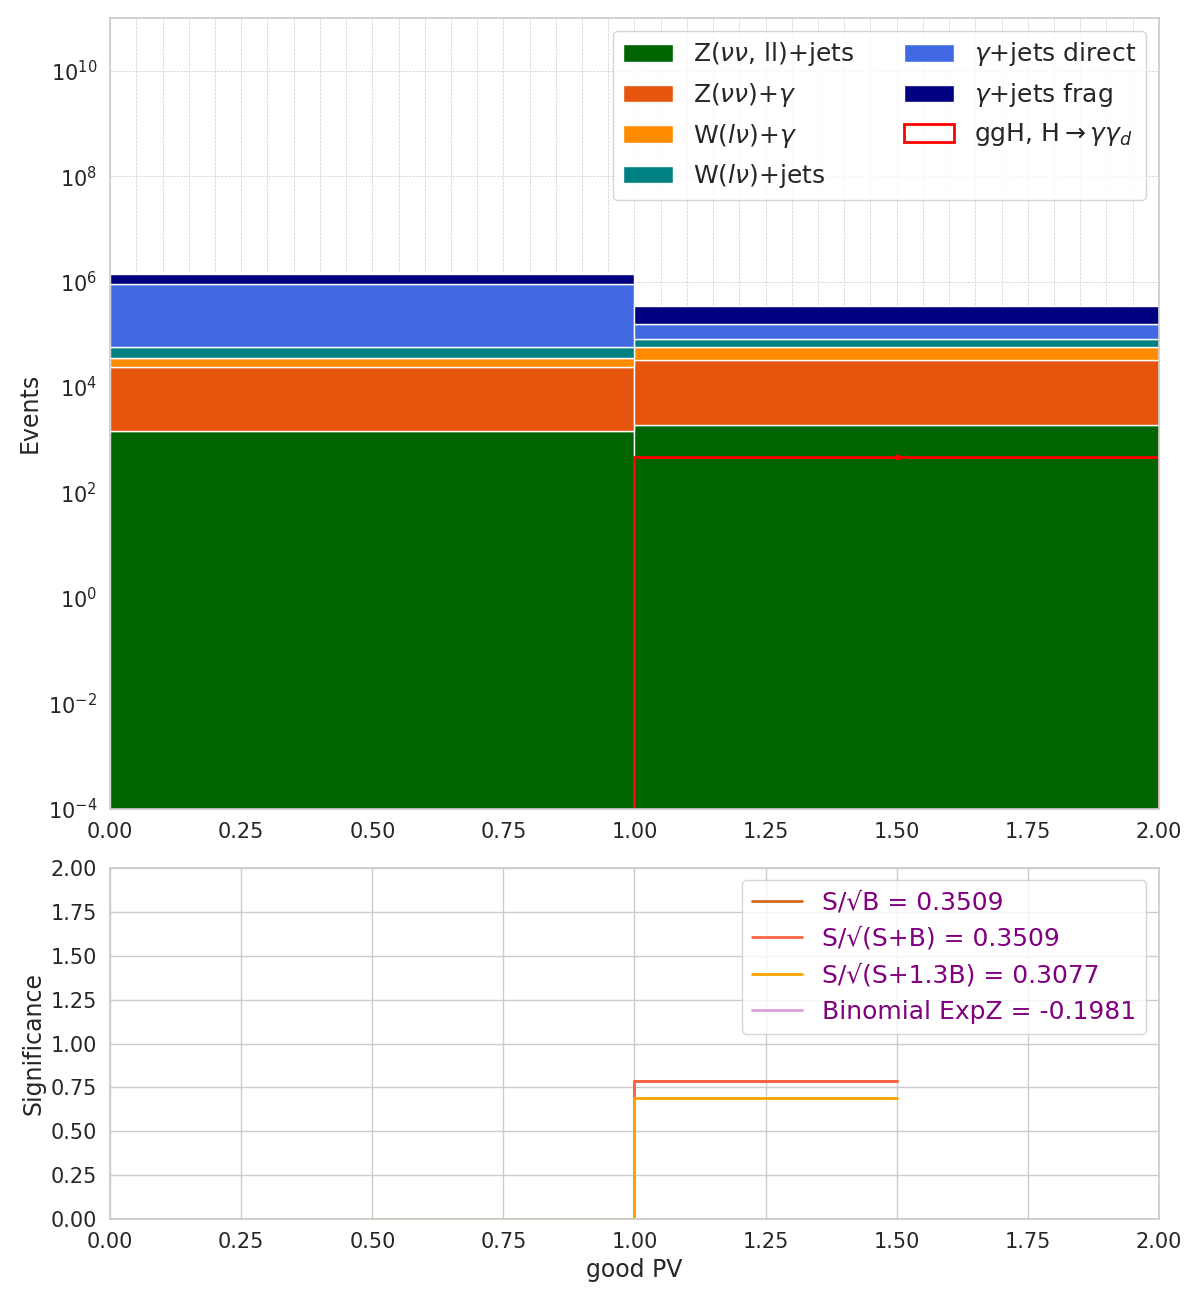 Z(νν, ll)+jets
Z(νν)+γ
W(lν)+γ
W(lν)+jets
γ+jets direct
γ+jets frag
ggH, H→γγ_d
Events
10^10
10^8
10^6
10^4
10^2
10^0
10^−2
10^−4
0.00 0.25 0.50 0.75 1.00 1.25 1.50 1.75 2.00
S/√B = 0.3509
S/√(S+B) = 0.3509
S/√(S+1.3B) = 0.3077
Binomial ExpZ = -0.1981
Significance
2.00
1.75
1.50
1.25
1.00
0.75
0.50
0.25
0.00
0.00 0.25 0.50 0.75 1.00 1.25 1.50 1.75 2.00
good PV